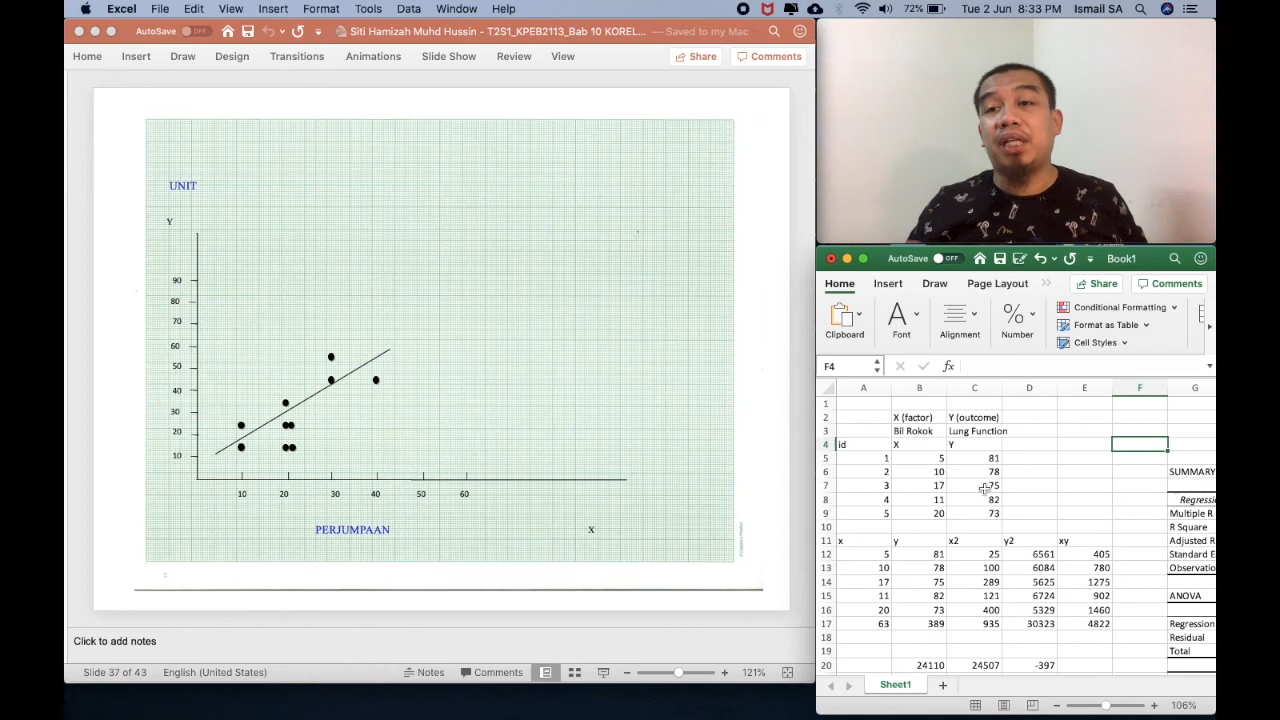 Excel File Edit View Insert Format Tools Data Window Help 72% Tue 2 Jun 8:33 PM Ismail SA
AutoSave OFF Siti Hamizah Muhd Hussin - T2S1_KPEB2113_Bab 10 KOREL... — Saved to my Mac
Home Insert Draw Design Transitions Animations Slide Show Review View Share Comments
UNIT
Y
90
80
70
60
50
40
30
20
10
10 20 30 40 50 60
PERJUMPAAN X
Click to add notes
Slide 37 of 43 English (United States) Notes Comments 121%
AutoSave OFF Book1
Home Insert Draw Page Layout Share Comments
Clipboard Font Alignment % Number
Conditional Formatting
Format as Table
Cell Styles
F4 fx
A B C D E F G
1
2 X (factor) Y (outcome)
3 Bil Rokok Lung Function
4 id X Y
5 1 5 81
6 2 10 78 SUMMARY
7 3 17 75
8 4 11 82 Regressi
9 5 20 73 Multiple R
10 R Square
11 x y x2 y2 xy Adjusted R
12 5 81 25 6561 405 Standard E
13 10 78 100 6084 780 Observatio
14 17 75 289 5625 1275
15 11 82 121 6724 902 ANOVA
16 20 73 400 5329 1460
17 63 389 935 30323 4822 Regression
18 Residual
19 Total
20 24110 24507 -397
Sheet1
106%